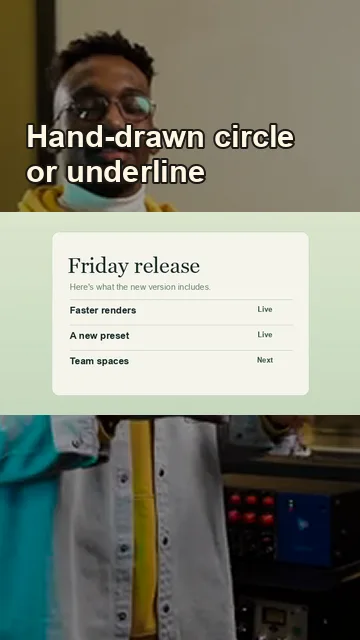 Hand-drawn circle
or underline
Friday release
Here's what the new version includes.
Faster renders Live
A new preset Live
Team spaces Next